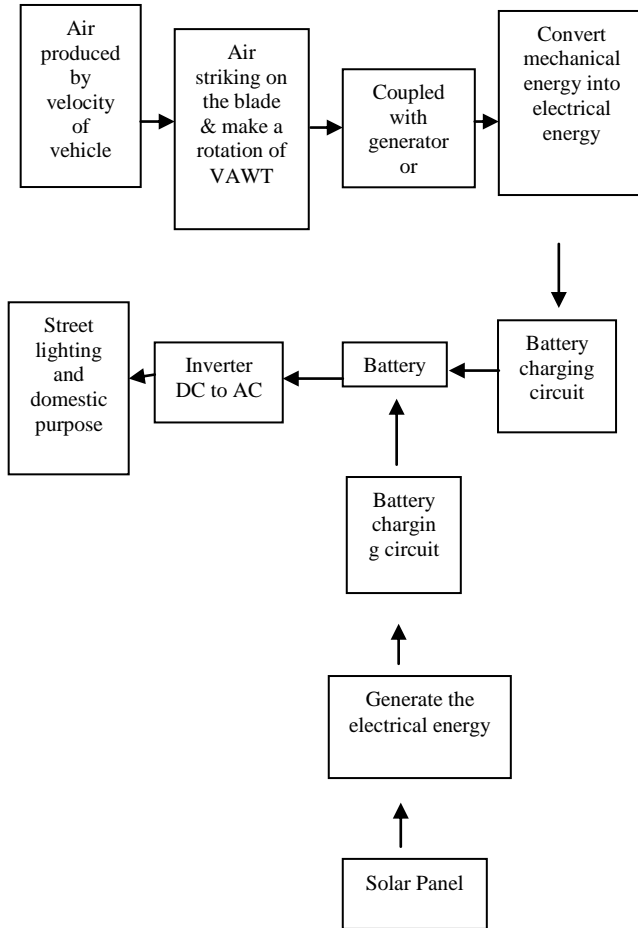 Air
produced
by
velocity
of
vehicle
Air
striking on
the blade
& make a
rotation of
VAWT
Coupled
with
generator
or
Convert
mechanical
energy into
electrical
energy
Street
lighting
and
domestic
purpose
Inverter
DC to AC
Battery
Battery
charging
circuit
Battery
chargin
g circuit
Generate the
electrical energy
Solar Panel